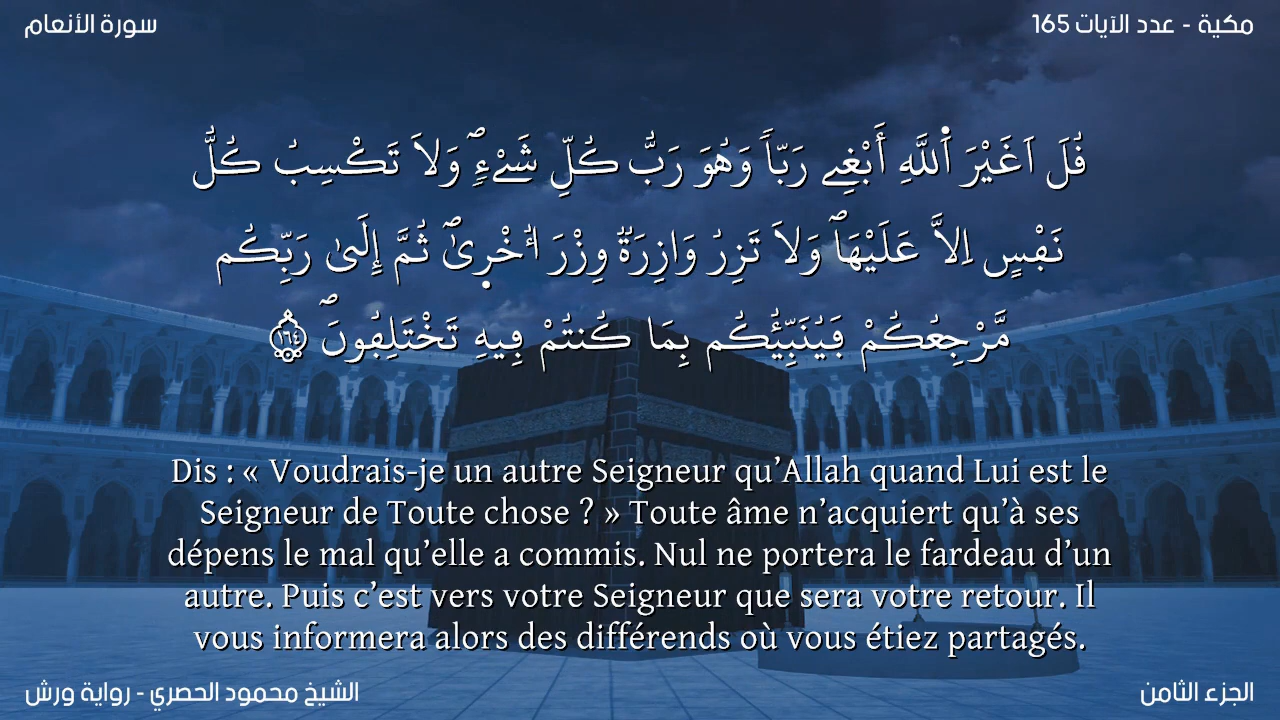 مكية - عدد الآيات 165
سورة الأنعام
قُلَ اَغَيْرَ اَ۬للَّهِ أَبْغِے رَبّاٗ وَهُوَ رَبُّ كُلِّ شَےْءٖۖ وَلَا تَكْسِبُ كُلُّ
نَفْسٍ اِلَّا عَلَيْهَاۖ وَلَا تَزِرُ وَازِرَةٞ وِزْرَ أُخْر۪ىٰۖ ثُمَّ إِلَىٰ رَبِّكُم
مَّرْجِعُكُمْ فَيُنَبِّئُكُم بِمَا كُنتُمْ فِيهِ تَخْتَلِفُونَۖ ١٦٤
Dis : « Voudrais-je un autre Seigneur qu’Allah quand Lui est le
Seigneur de Toute chose ? » Toute âme n’acquiert qu’à ses
dépens le mal qu’elle a commis. Nul ne portera le fardeau d’un
autre. Puis c’est vers votre Seigneur que sera votre retour. Il
vous informera alors des différends où vous étiez partagés.
الجزء الثامن
الشيخ محمود الحصري - رواية ورش